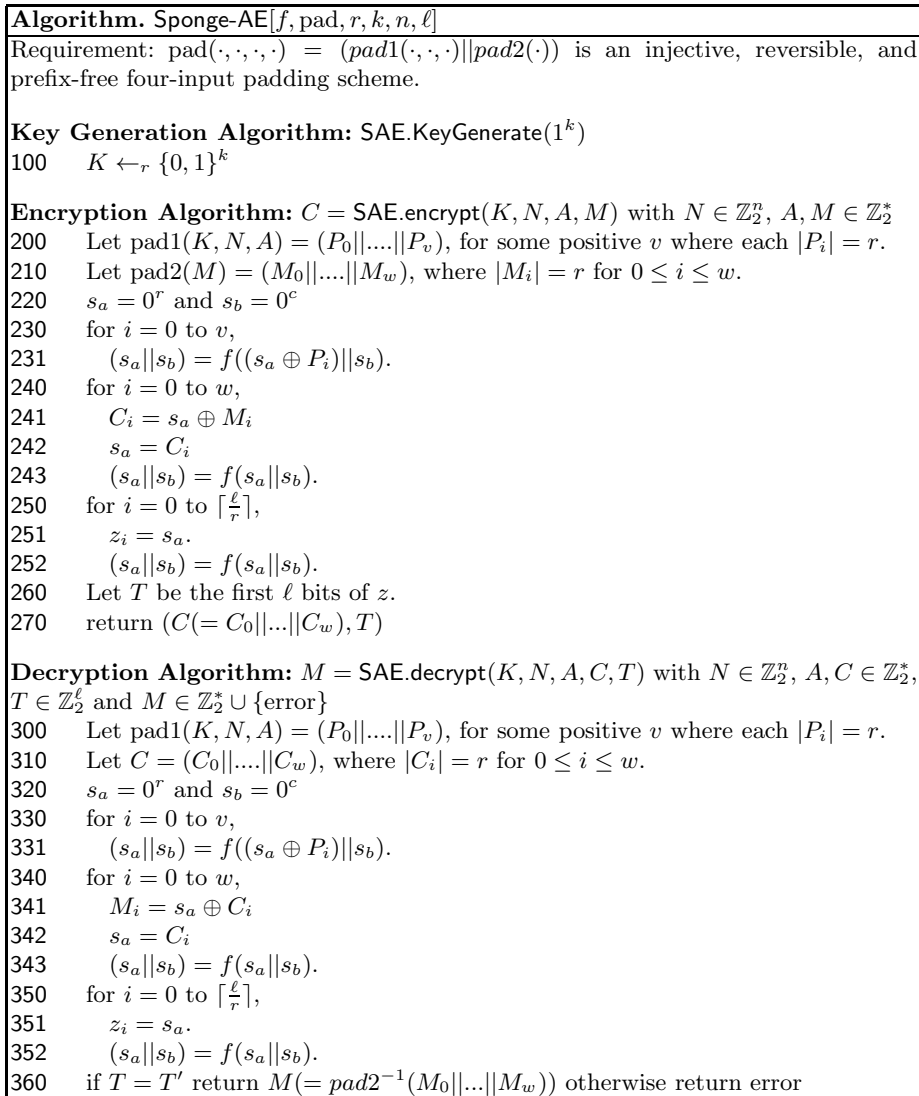 Algorithm. Sponge-AE[f, pad, r, k, n, ℓ]
Requirement: pad(·, ·, ·, ·) = (pad1(·, ·, ·)||pad2(·)) is an injective, reversible, and
prefix-free four-input padding scheme.
Key Generation Algorithm: SAE.KeyGenerate(1^k)
100 K ←_r {0, 1}^k
Encryption Algorithm: C = SAE.encrypt(K, N, A, M) with N ∈ ℤ_2^n, A, M ∈ ℤ_2^*
200 Let pad1(K, N, A) = (P_0||....||P_v), for some positive v where each |P_i| = r.
210 Let pad2(M) = (M_0||....||M_w), where |M_i| = r for 0 ≤ i ≤ w.
220 s_a = 0^r and s_b = 0^c
230 for i = 0 to v,
231 (s_a||s_b) = f((s_a ⊕ P_i)||s_b).
240 for i = 0 to w,
241 C_i = s_a ⊕ M_i
242 s_a = C_i
243 (s_a||s_b) = f(s_a||s_b).
250 for i = 0 to ⌈ℓ/r⌉,
251 z_i = s_a.
252 (s_a||s_b) = f(s_a||s_b).
260 Let T be the first ℓ bits of z.
270 return (C(= C_0||...||C_w), T)
Decryption Algorithm: M = SAE.decrypt(K, N, A, C, T) with N ∈ ℤ_2^n, A, C ∈ ℤ_2^*,
T ∈ ℤ_2^ℓ and M ∈ ℤ_2^* ∪ {error}
300 Let pad1(K, N, A) = (P_0||....||P_v), for some positive v where each |P_i| = r.
310 Let C = (C_0||....||C_w), where |C_i| = r for 0 ≤ i ≤ w.
320 s_a = 0^r and s_b = 0^c
330 for i = 0 to v,
331 (s_a||s_b) = f((s_a ⊕ P_i)||s_b).
340 for i = 0 to w,
341 M_i = s_a ⊕ C_i
342 s_a = C_i
343 (s_a||s_b) = f(s_a||s_b).
350 for i = 0 to ⌈ℓ/r⌉,
351 z_i = s_a.
352 (s_a||s_b) = f(s_a||s_b).
360 if T = T′ return M(= pad2^{−1}(M_0||...||M_w)) otherwise return error